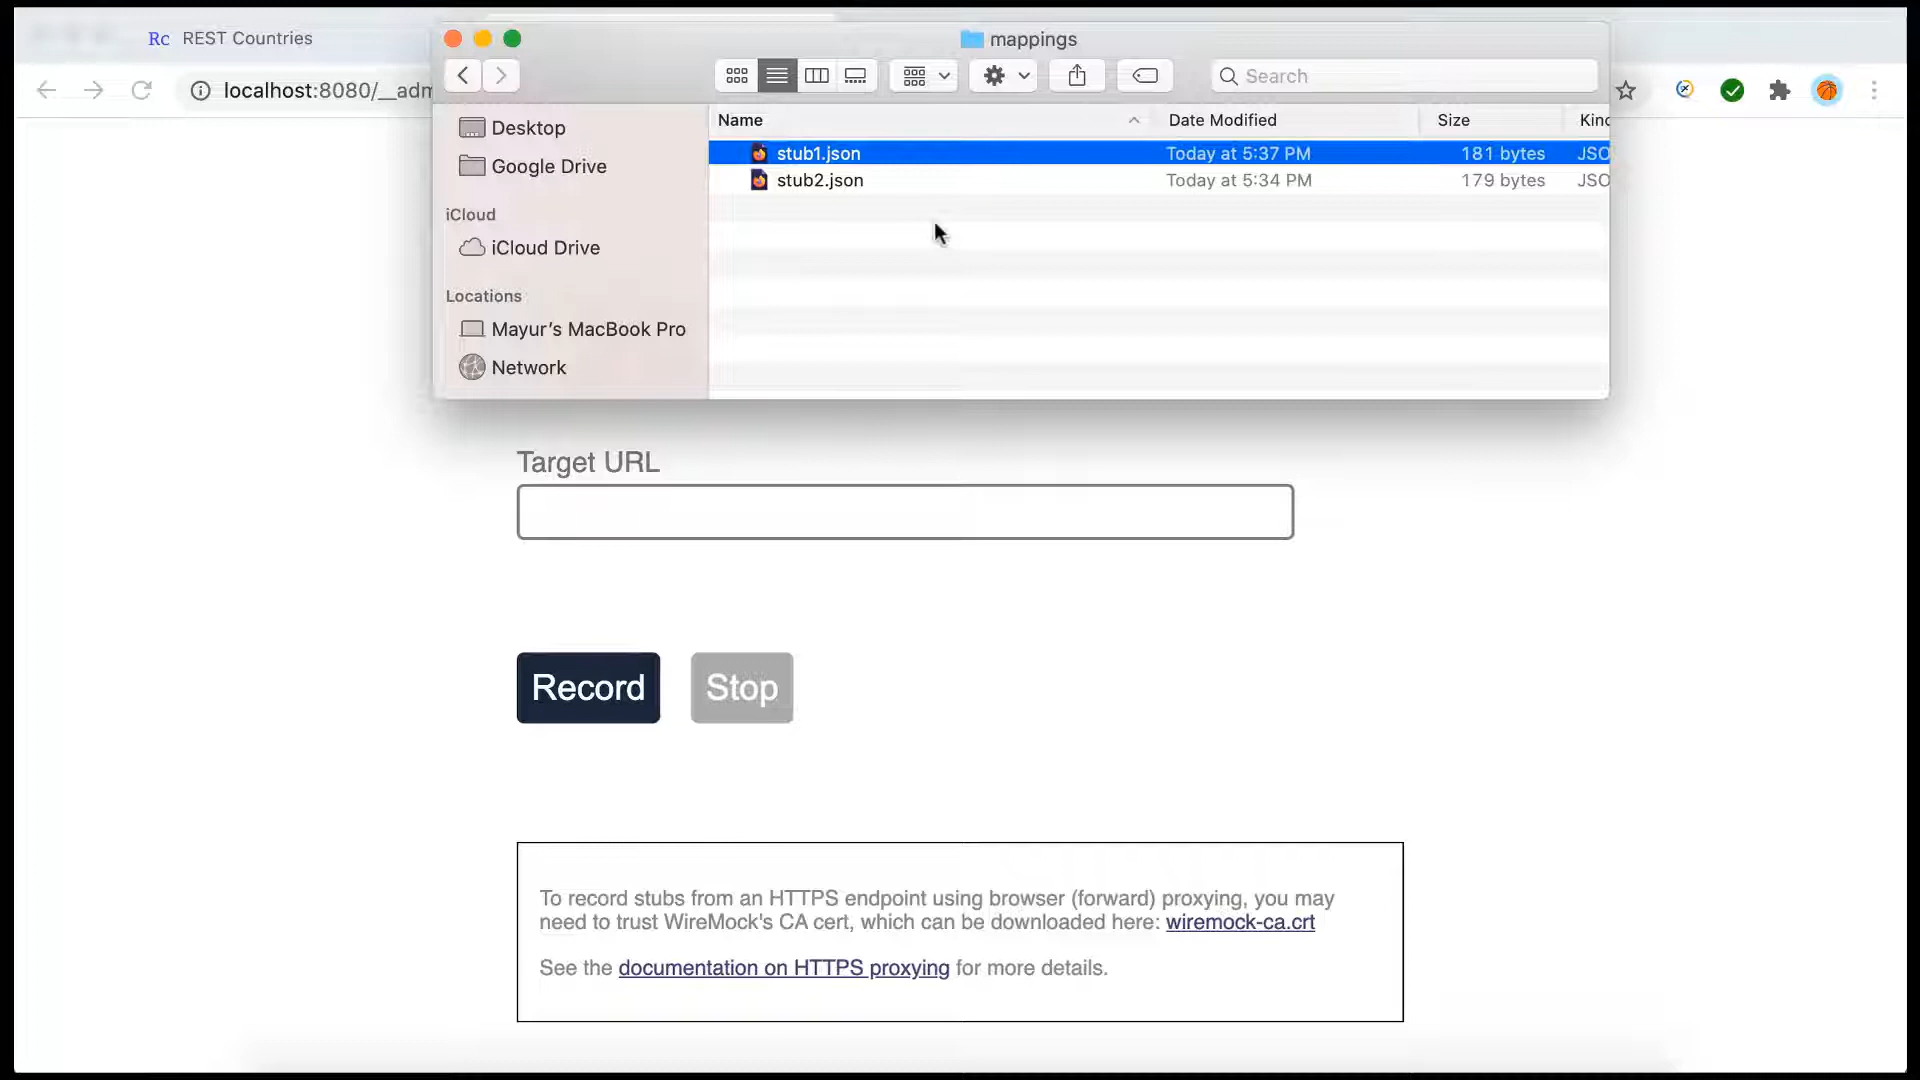 Rc REST Countries
mappings
localhost:8080/__adm
Search
Desktop
Google Drive
iCloud
iCloud Drive
Locations
Mayur's MacBook Pro
Network
Name Date Modified Size Kind
stub1.json Today at 5:37 PM 181 bytes JSO
stub2.json Today at 5:34 PM 179 bytes JSO
Target URL
Record Stop
To record stubs from an HTTPS endpoint using browser (forward) proxying, you may
need to trust WireMock's CA cert, which can be downloaded here: wiremock-ca.crt
See the documentation on HTTPS proxying for more details.